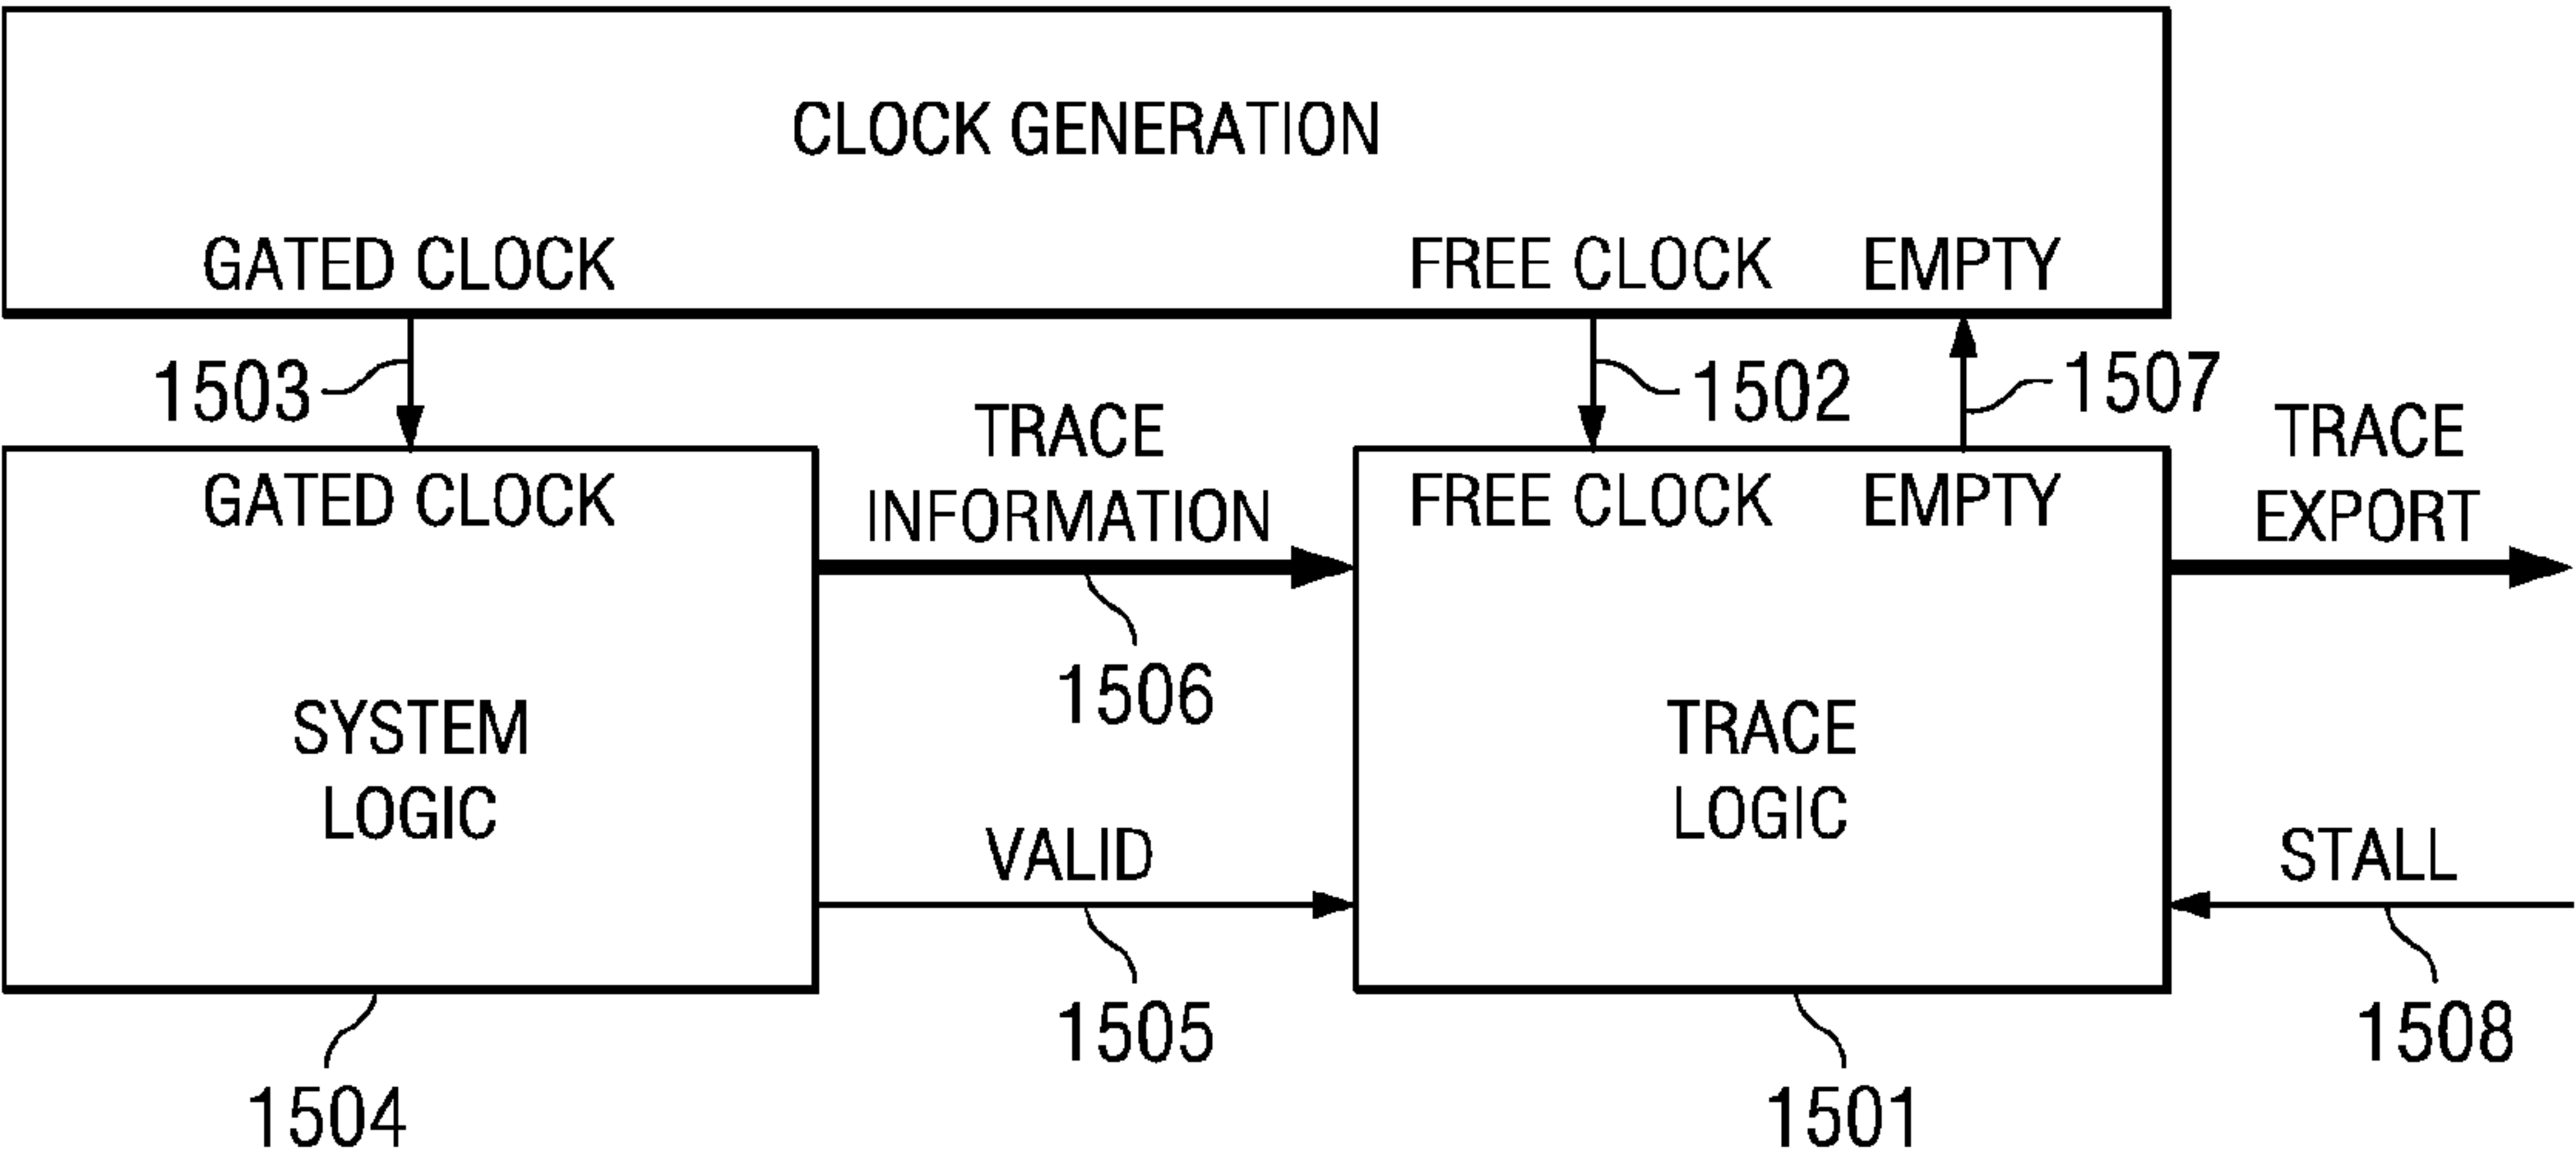 CLOCK GENERATION
GATED CLOCK
FREE CLOCK
EMPTY
1503
1502
1507
TRACE
INFORMATION
TRACE
EXPORT
GATED CLOCK
FREE CLOCK
EMPTY
1506
SYSTEM
LOGIC
TRACE
LOGIC
VALID
STALL
1505
1508
1504
1501